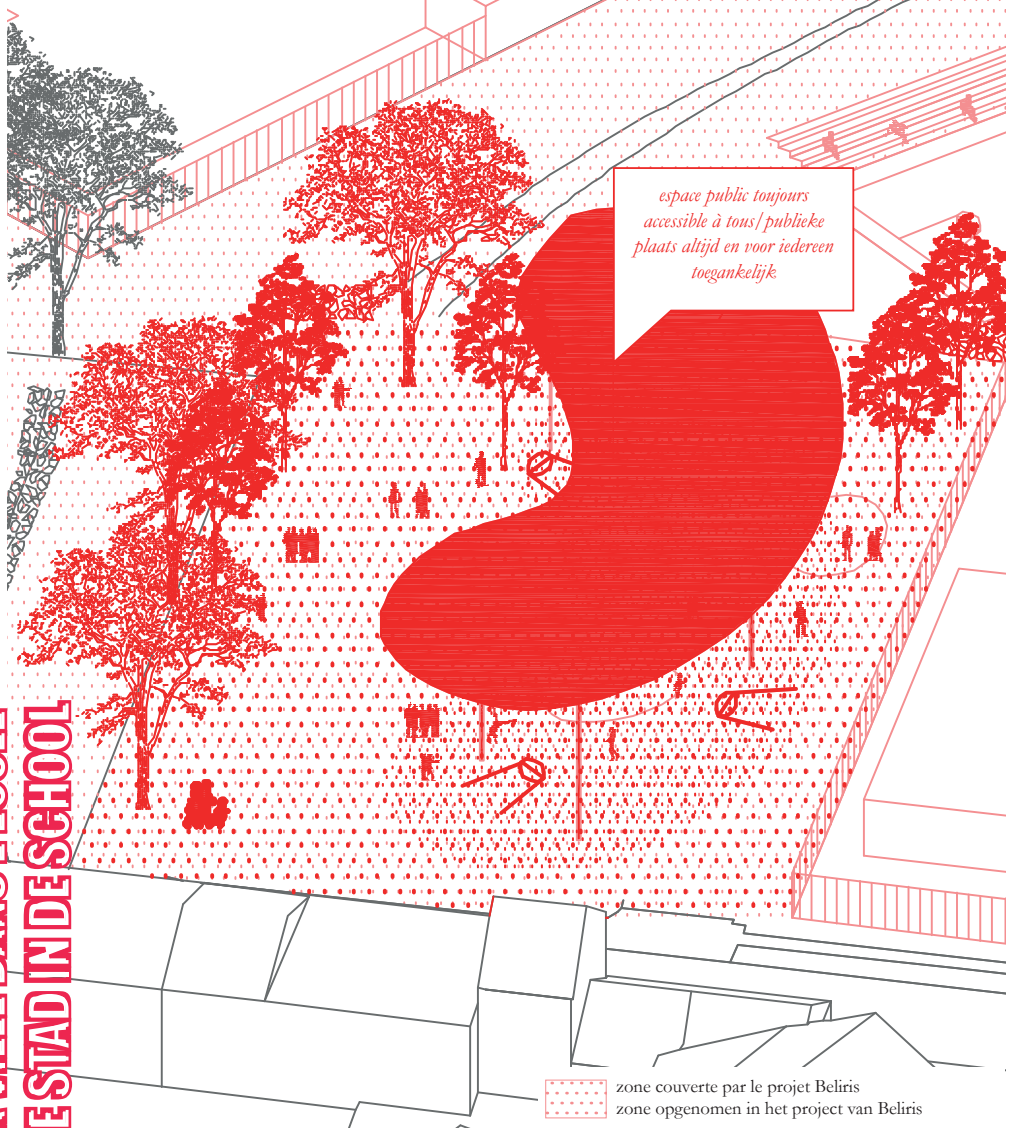 espace public toujours
accessible à tous/ publieke
plaats altijd en voor iedereen
toegankelijk
E STAD IN DE SCHOOL
zone couverte par le projet Beliris
zone opgenomen in het project van Beliris